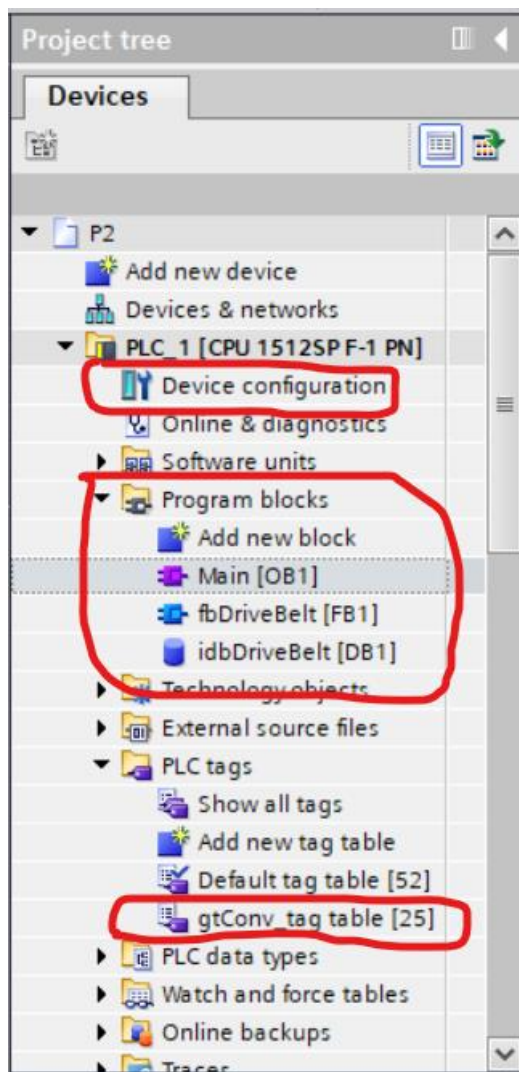 Project tree
Devices
P2
Add new device
Devices & networks
PLC_1 [CPU 1512SP F-1 PN]
Device configuration
Online & diagnostics
Software units
Program blocks
Add new block
Main [OB1]
fbDriveBelt [FB1]
idbDriveBelt [DB1]
Technology objects
External source files
PLC tags
Show all tags
Add new tag table
Default tag table [52]
gtConv_tag table [25]
PLC data types
Watch and force tables
Online backups
Traces